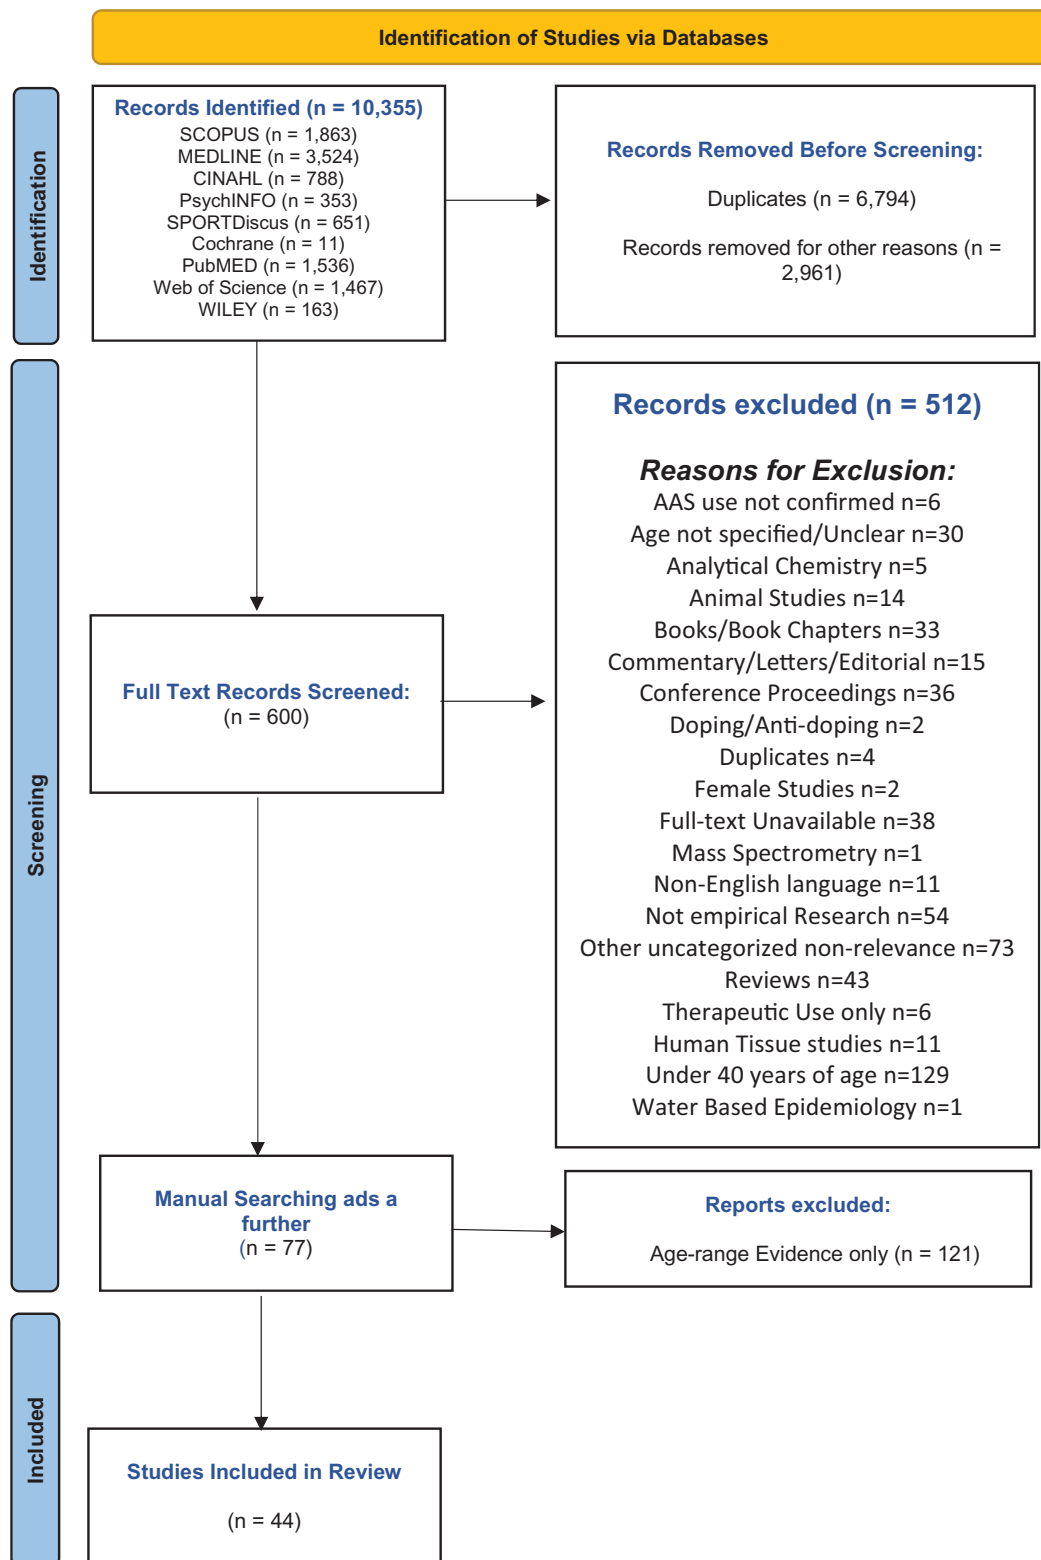 Identification of Studies via Databases
Identification
Records Identified (n = 10,355)
SCOPUS (n = 1,863)
MEDLINE (n = 3,524)
CINAHL (n = 788)
PsychINFO (n = 353)
SPORTDiscus (n = 651)
Cochrane (n = 11)
PubMED (n = 1,536)
Web of Science (n = 1,467)
WILEY (n = 163)
Records Removed Before Screening:
Duplicates (n = 6,794)
Records removed for other reasons (n =
2,961)
Screening
Full Text Records Screened:
(n = 600)
Records excluded (n = 512)
Reasons for Exclusion:
AAS use not confirmed n=6
Age not specified/Unclear n=30
Analytical Chemistry n=5
Animal Studies n=14
Books/Book Chapters n=33
Commentary/Letters/Editorial n=15
Conference Proceedings n=36
Doping/Anti-doping n=2
Duplicates n=4
Female Studies n=2
Full-text Unavailable n=38
Mass Spectrometry n=1
Non-English language n=11
Not empirical Research n=54
Other uncategorized non-relevance n=73
Reviews n=43
Therapeutic Use only n=6
Human Tissue studies n=11
Under 40 years of age n=129
Water Based Epidemiology n=1
Manual Searching ads a
further
(n = 77)
Reports excluded:
Age-range Evidence only (n = 121)
Included
Studies Included in Review
(n = 44)